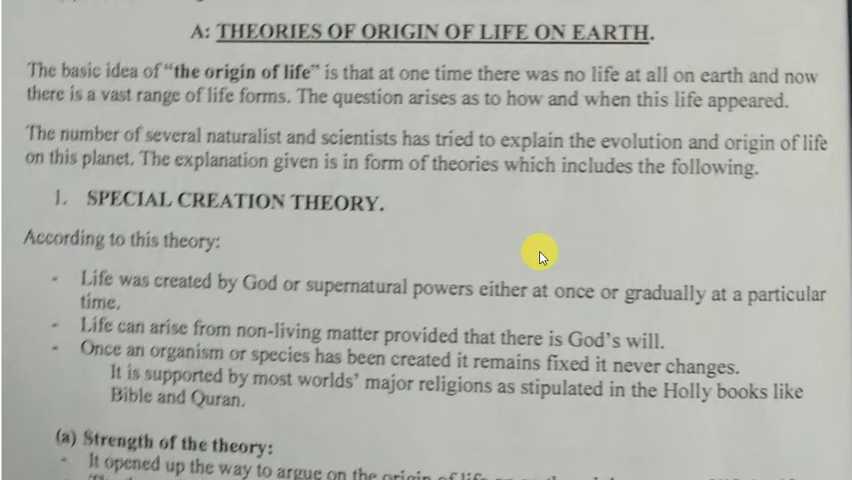 A: THEORIES OF ORIGIN OF LIFE ON EARTH.
The basic idea of "the origin of life" is that at one time there was no life at all on earth and now
there is a vast range of life forms. The question arises as to how and when this life appeared.
The number of several naturalist and scientists has tried to explain the evolution and origin of life
on this planet. The explanation given is in form of theories which includes the following.
1. SPECIAL CREATION THEORY.
According to this theory:
- Life was created by God or supernatural powers either at once or gradually at a particular
time.
- Life can arise from non-living matter provided that there is God's will.
- Once an organism or species has been created it remains fixed it never changes.
It is supported by most worlds' major religions as stipulated in the Holly books like
Bible and Quran.
(a) Strength of the theory:
- It opened up the way to argue on the origin of life